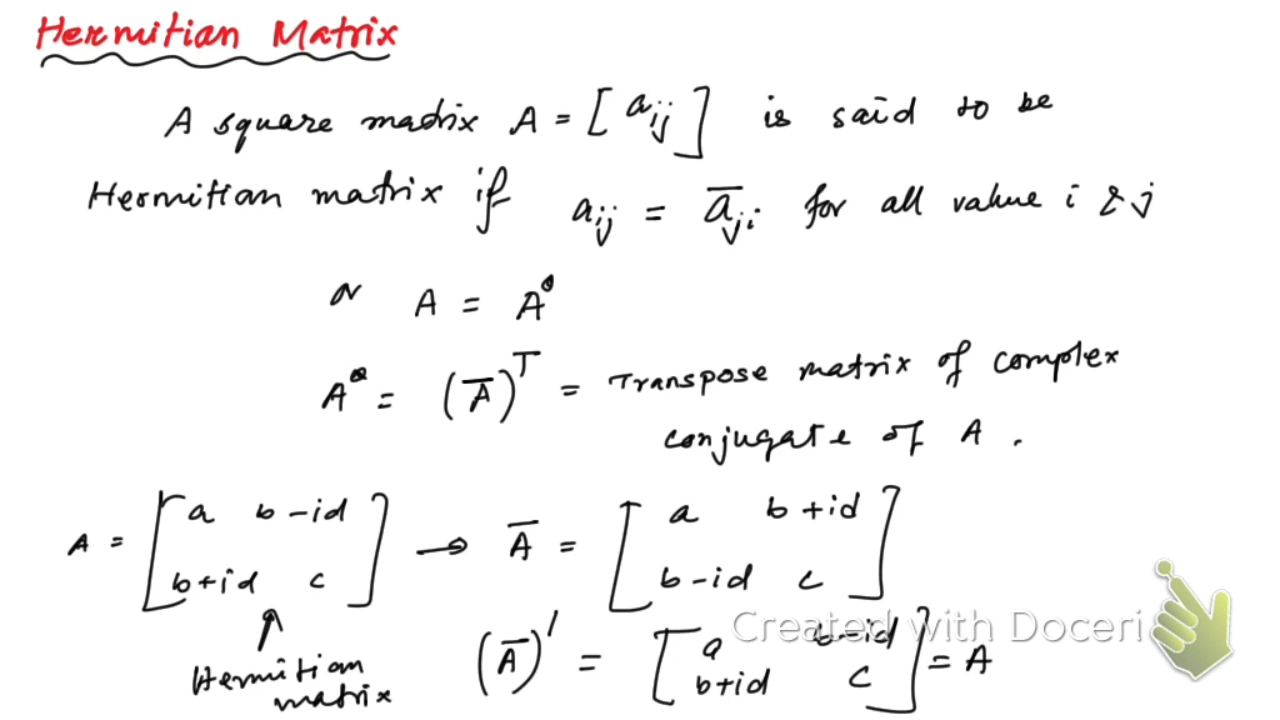 Hermitian Matrix
A square matrix A = [aij] is said to be
Hermitian matrix if aij = a̅ji for all value i & j
or A = A^θ
A^θ = (A̅)^T = Transpose matrix of complex
conjugate of A .
A = [a b-id → A̅ = [a b+id
b+id c] b-id c]
Hermitian
matrix
(A̅)' = [a b-id
b+id c] = A
Created with Doceri